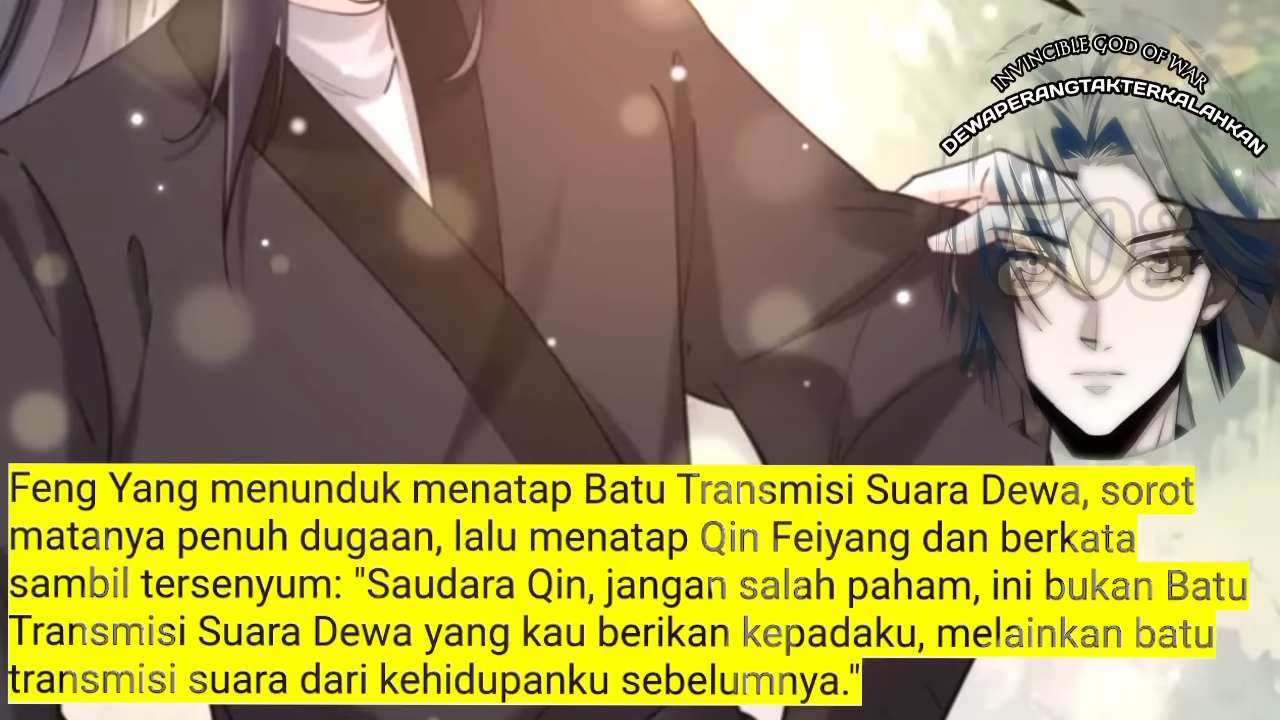 INVINCIBLE GOD OF WAR
DEWAPERANGTAKTERKALAHKAN
503
Feng Yang menunduk menatap Batu Transmisi Suara Dewa, sorot
matanya penuh dugaan, lalu menatap Qin Feiyang dan berkata
sambil tersenyum: "Saudara Qin, jangan salah paham, ini bukan Batu
Transmisi Suara Dewa yang kau berikan kepadaku, melainkan batu
transmisi suara dari kehidupanku sebelumnya."